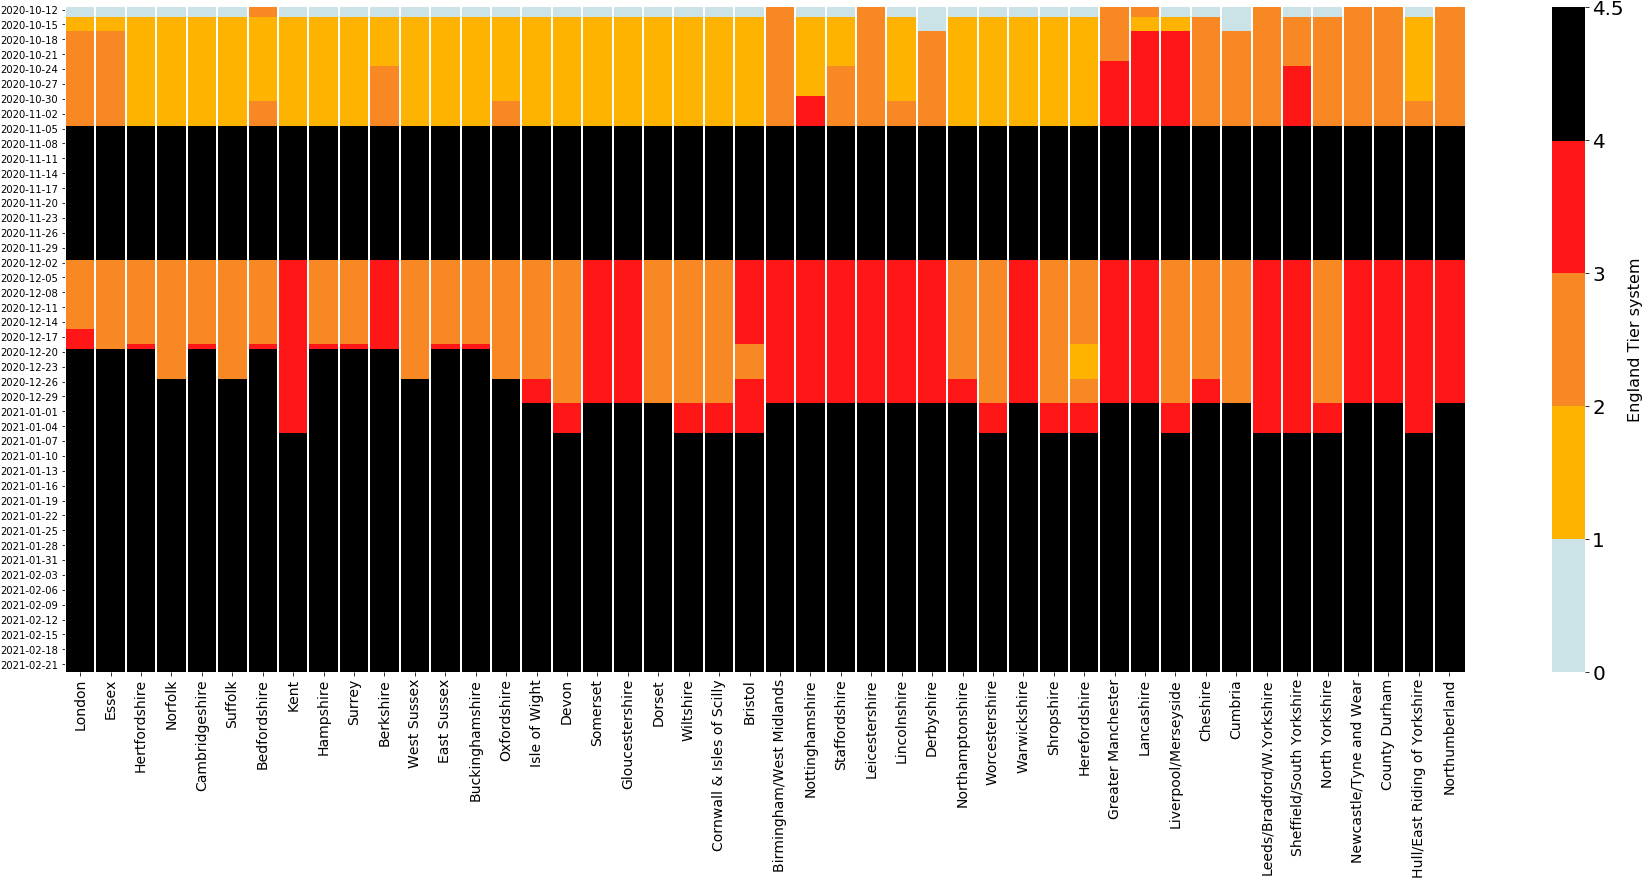 2020-10-12
2020-10-15
2020-10-18
2020-10-21
2020-10-24
2020-10-27
2020-10-30
2020-11-02
2020-11-05
2020-11-08
2020-11-11
2020-11-14
2020-11-17
2020-11-20
2020-11-23
2020-11-26
2020-11-29
2020-12-02
2020-12-05
2020-12-08
2020-12-11
2020-12-14
2020-12-17
2020-12-20
2020-12-23
2020-12-26
2020-12-29
2021-01-01
2021-01-04
2021-01-07
2021-01-10
2021-01-13
2021-01-16
2021-01-19
2021-01-22
2021-01-25
2021-01-28
2021-01-31
2021-02-03
2021-02-06
2021-02-09
2021-02-12
2021-02-15
2021-02-18
2021-02-21
London
Essex
Hertfordshire
Norfolk
Cambridgeshire
Suffolk
Bedfordshire
Kent
Hampshire
Surrey
Berkshire
West Sussex
East Sussex
Buckinghamshire
Oxfordshire
Isle of Wight
Devon
Somerset
Gloucestershire
Dorset
Wiltshire
Cornwall & Isles of Scilly
Bristol
Birmingham/West Midlands
Nottinghamshire
Staffordshire
Leicestershire
Lincolnshire
Derbyshire
Northamptonshire
Worcestershire
Warwickshire
Shropshire
Herefordshire
Greater Manchester
Lancashire
Liverpool/Merseyside
Cheshire
Cumbria
Leeds/Bradford/W.Yorkshire
Sheffield/South Yorkshire
North Yorkshire
Newcastle/Tyne and Wear
County Durham
Hull/East Riding of Yorkshire
Northumberland
4.5
4
3
2
1
0
England Tier system